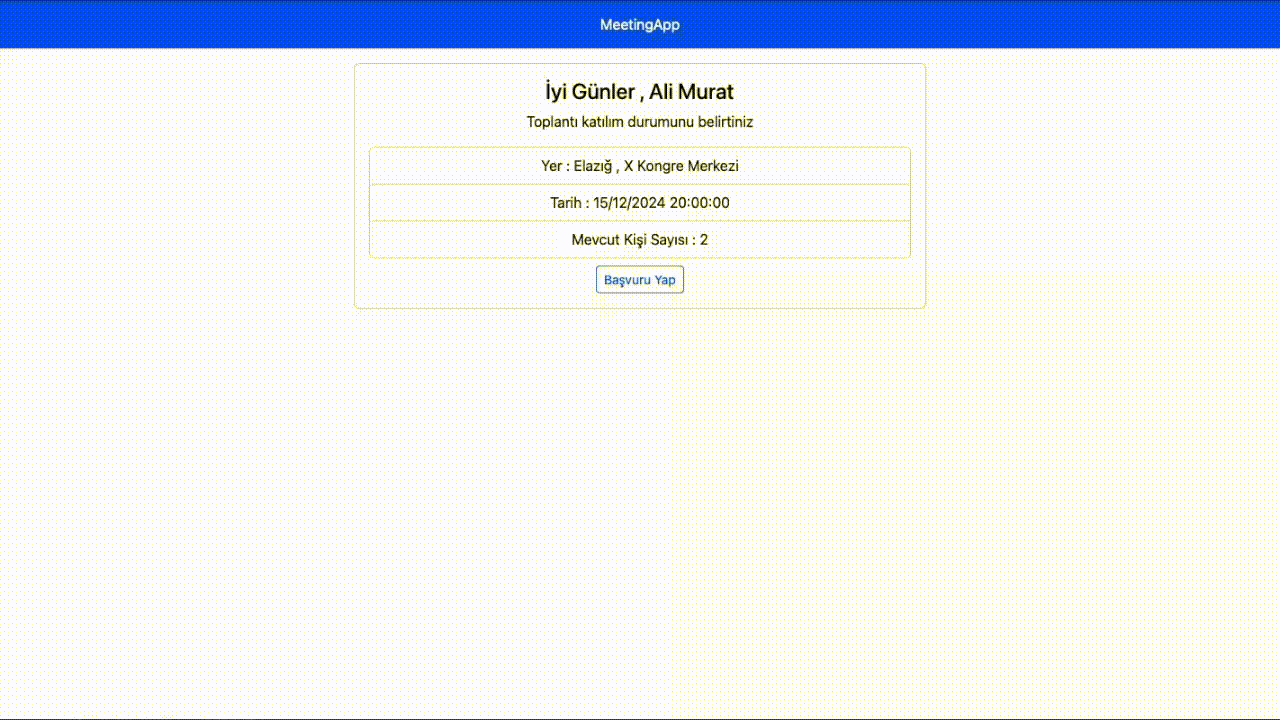 MeetingApp
İyi Günler , Ali Murat
Toplantı katılım durumunu belirtiniz
Yer : Elazığ , X Kongre Merkezi
Tarih : 15/12/2024 20:00:00
Mevcut Kişi Sayısı : 2
Başvuru Yap